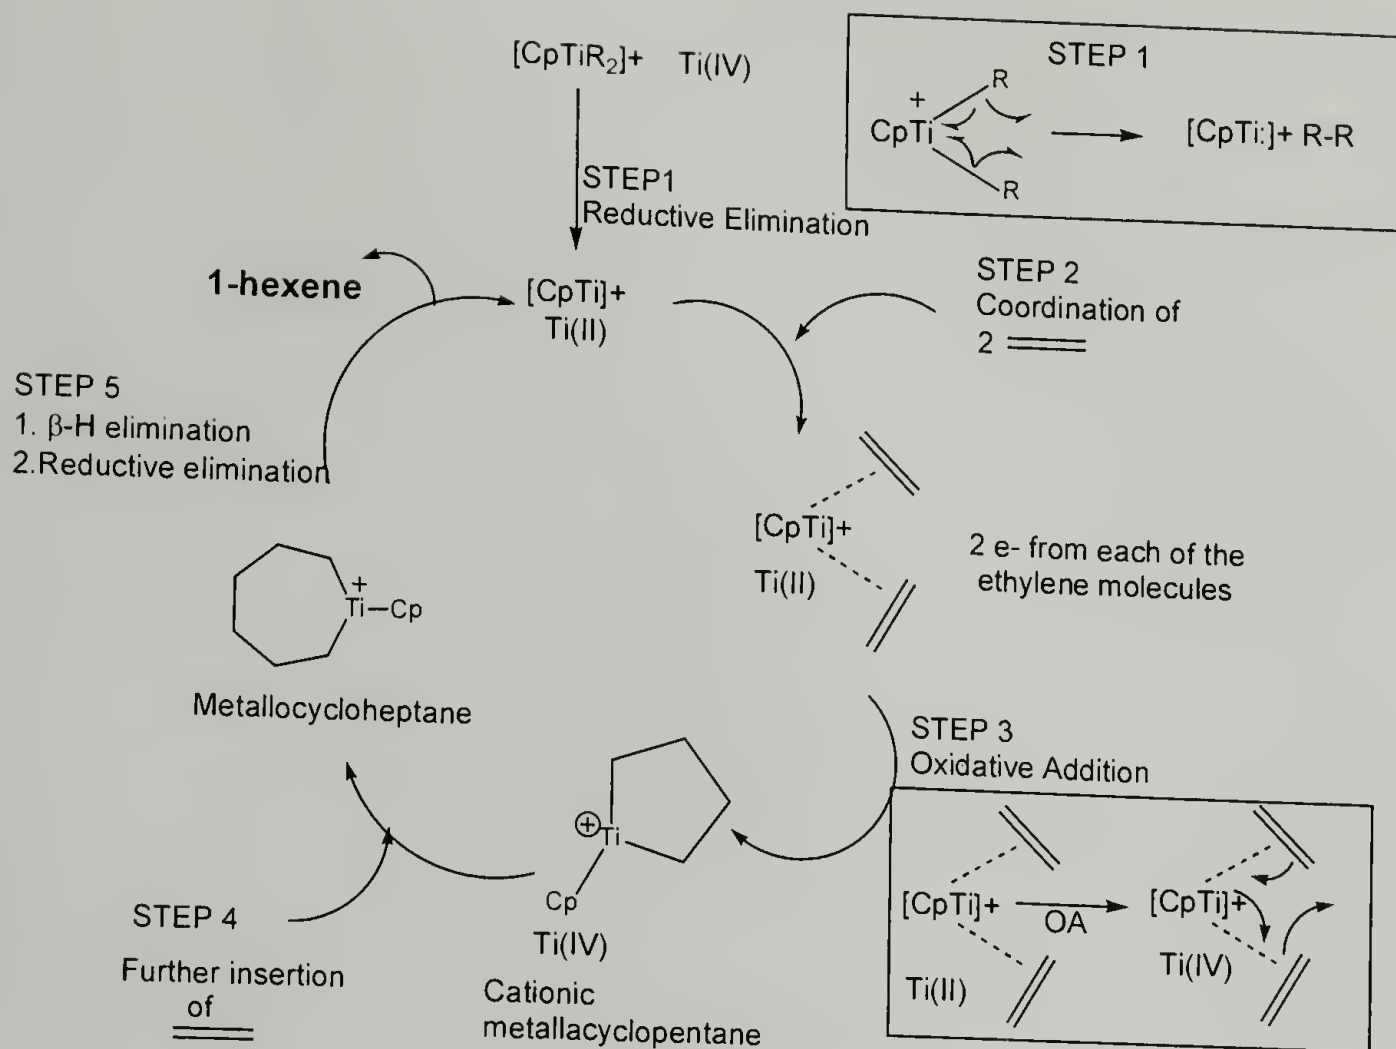 [CpTiR₂]+ Ti(IV)
STEP 1
+
R
CpTi
R
[CpTi:]+ R-R
STEP1
Reductive Elimination
1-hexene
[CpTi]+
Ti(II)
STEP 2
Coordination of
2
STEP 5
1. β-H elimination
2.Reductive elimination
[CpTi]+
Ti(II)
2 e- from each of the
ethylene molecules
+
Ti—Cp
Metallocycloheptane
STEP 3
Oxidative Addition
⊕Ti
Cp
Ti(IV)
Cationic
metallacyclopentane
STEP 4
Further insertion
of
[CpTi]+
OA
[CpTi]+
Ti(II)
Ti(IV)